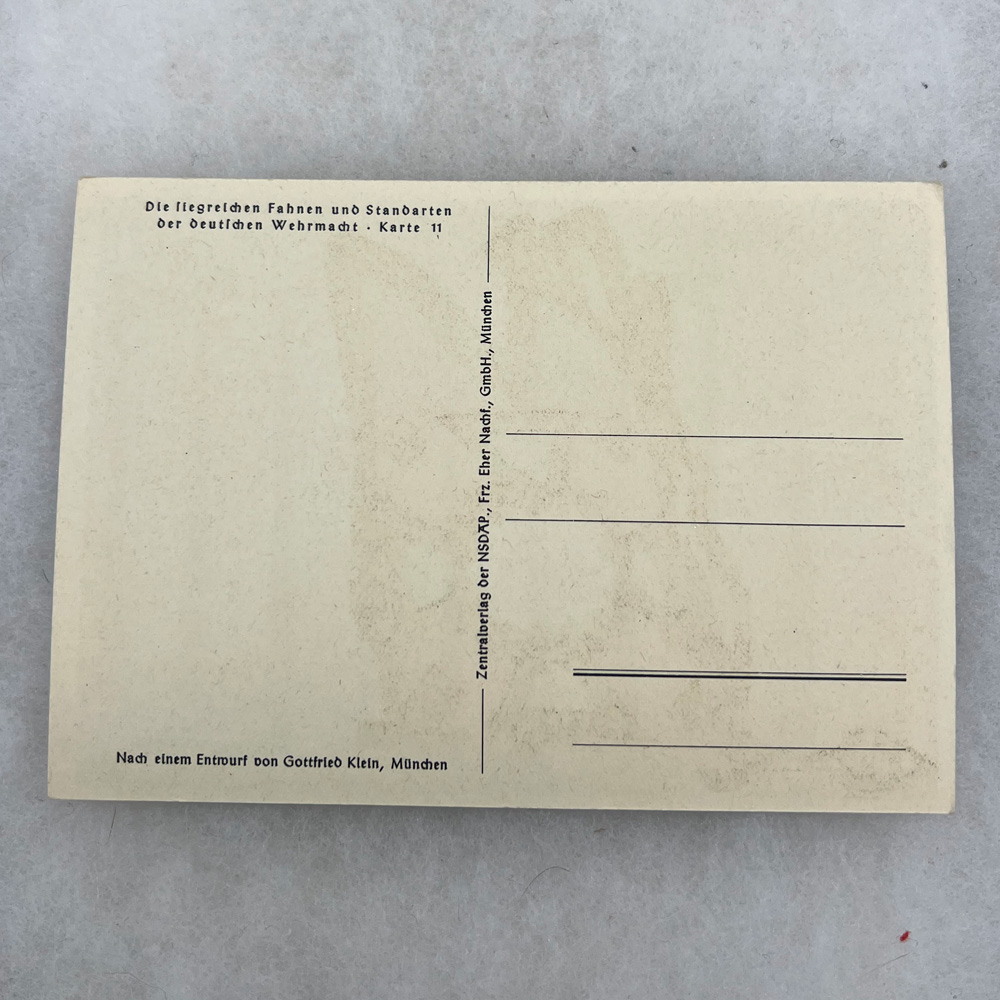 Die ſiegreichen Fahnen und Standarten
der deutſchen Wehrmacht · Karte 11
Zentralverlag der NSDAP., Frz. Eher Nachf., GmbH., München
Nach einem Entwurf von Gottfried Klein, München